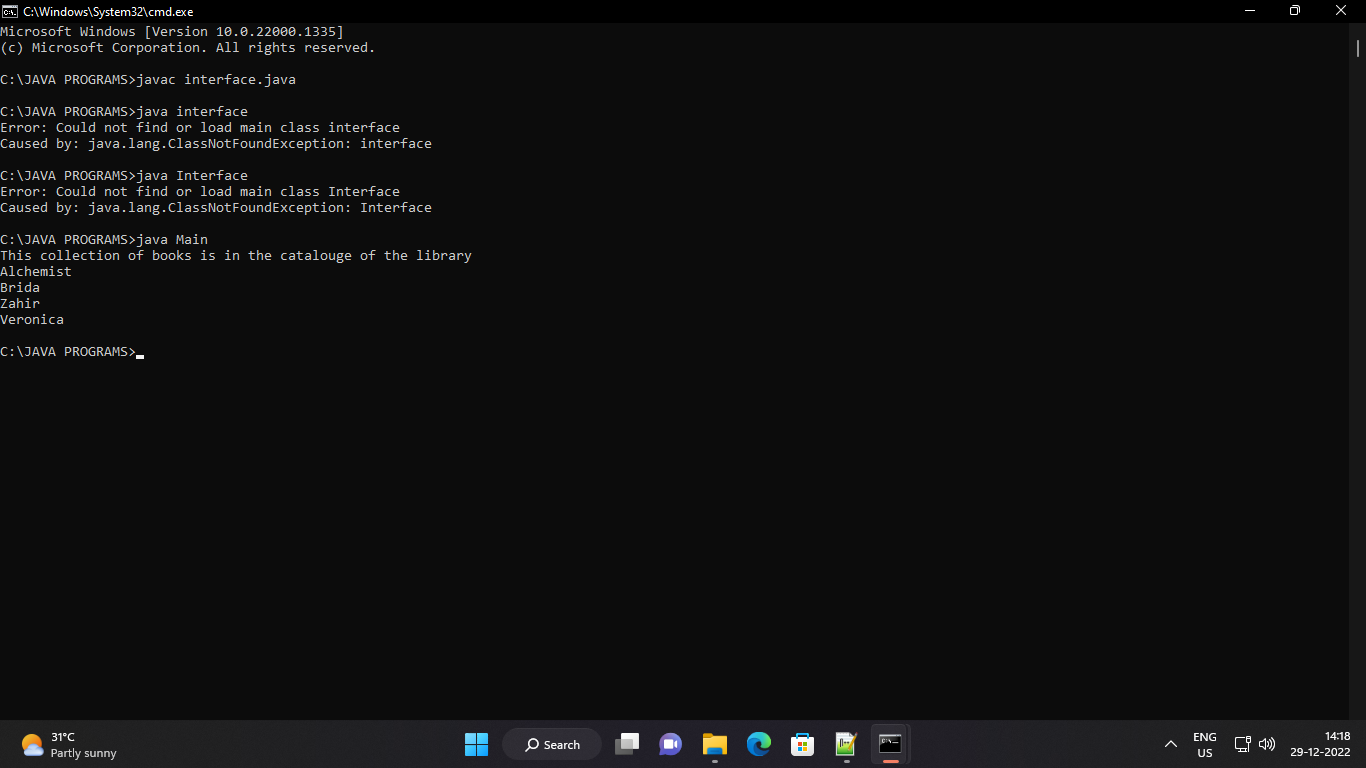 C:\Windows\System32\cmd.exe
Microsoft Windows [Version 10.0.22000.1335]
(c) Microsoft Corporation. All rights reserved.
C:\JAVA PROGRAMS>javac interface.java
C:\JAVA PROGRAMS>java interface
Error: Could not find or load main class interface
Caused by: java.lang.ClassNotFoundException: interface
C:\JAVA PROGRAMS>java Interface
Error: Could not find or load main class Interface
Caused by: java.lang.ClassNotFoundException: Interface
C:\JAVA PROGRAMS>java Main
This collection of books is in the catalouge of the library
Alchemist
Brida
Zahir
Veronica
C:\JAVA PROGRAMS>
31°C
Partly sunny
Search
ENG
US
14:18
29-12-2022